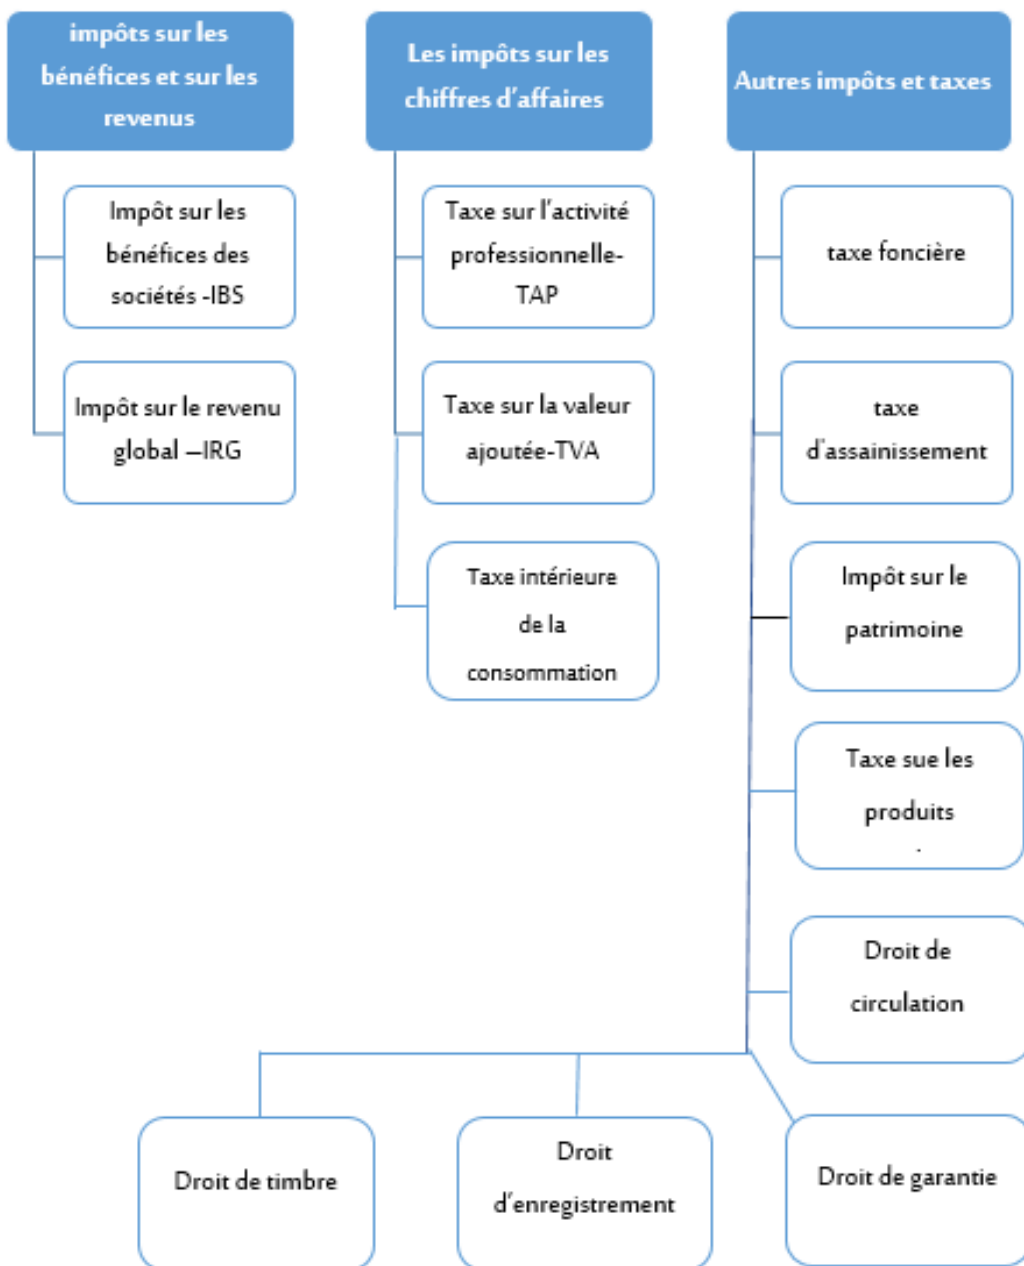 impôts sur les
bénéfices et sur les
revenus
Impôt sur les
bénéfices des
sociétés -IBS
Impôt sur le revenu
global –IRG
Les impôts sur les
chiffres d'affaires
Taxe sur l'activité
professionnelle-
TAP
Taxe sur la valeur
ajoutée-TVA
Taxe intérieure
de la
consommation
Autres impôts et taxes
taxe foncière
taxe
d'assainissement
Impôt sur le
patrimoine
Taxe sue les
produits
Droit de
circulation
Droit de timbre
Droit
d'enregistrement
Droit de garantie